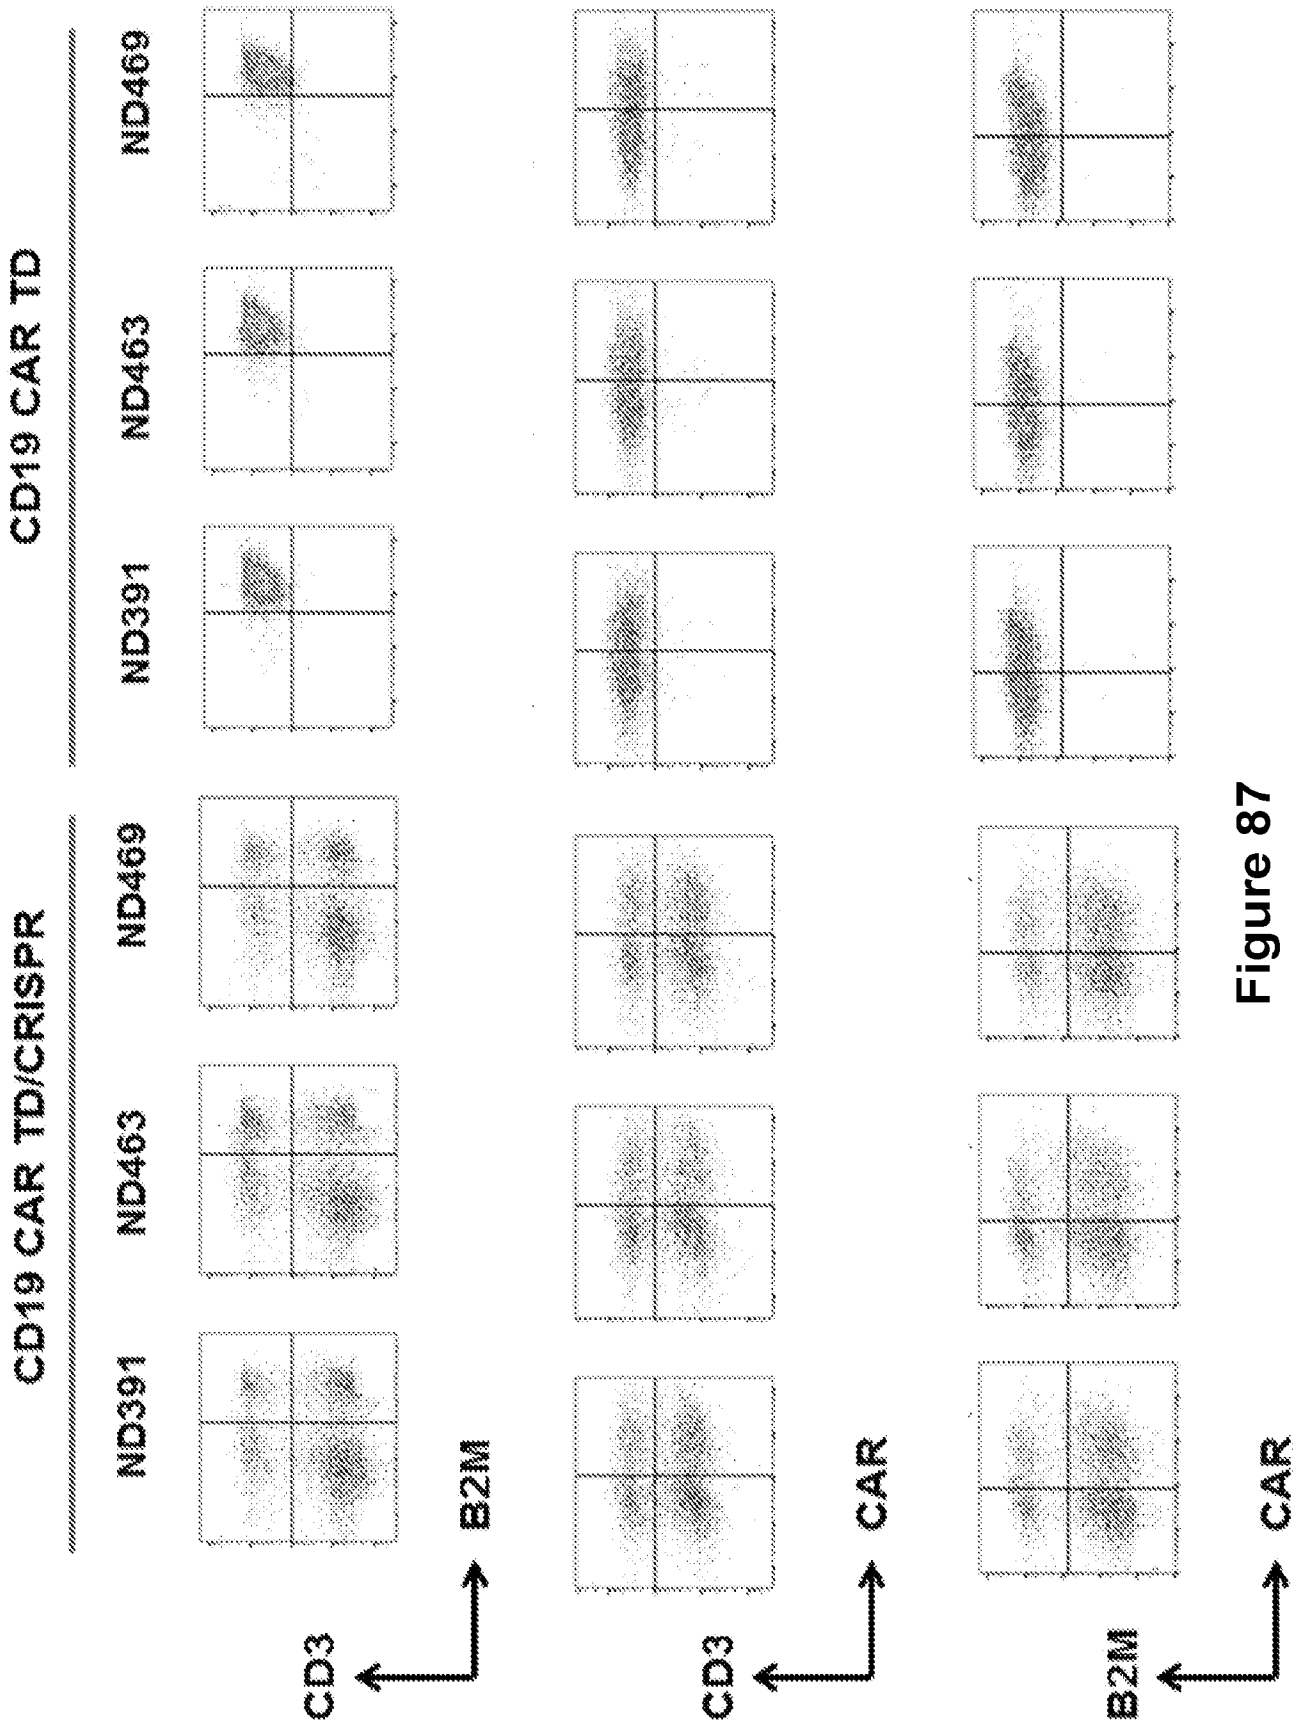 CD19 CAR TD/CRISPR
CD19 CAR TD
ND391
ND463
ND469
ND391
ND463
ND469
CD3
B2M
CD3
CAR
B2M
CAR
Figure 87